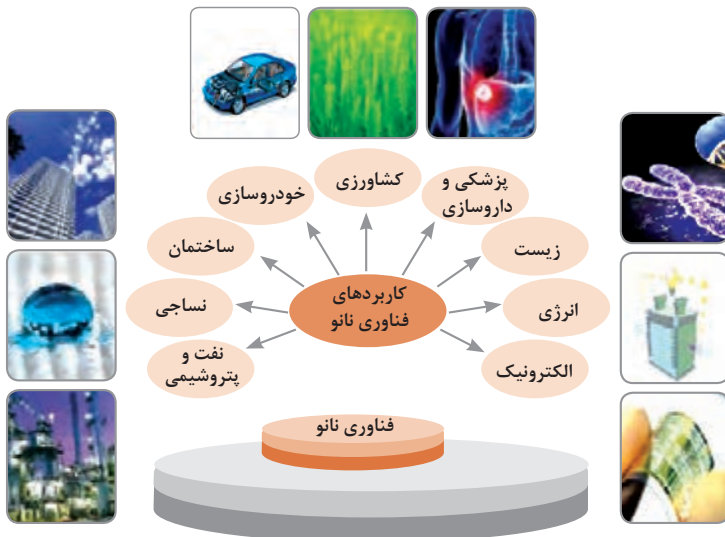 کشاورزی
پزشکی و
داروسازی
خودروسازی
زیست
ساختمان
کاربردهای
فناوری نانو
انرژی
نساجی
الکترونیک
نفت و
پتروشیمی
فناوری نانو